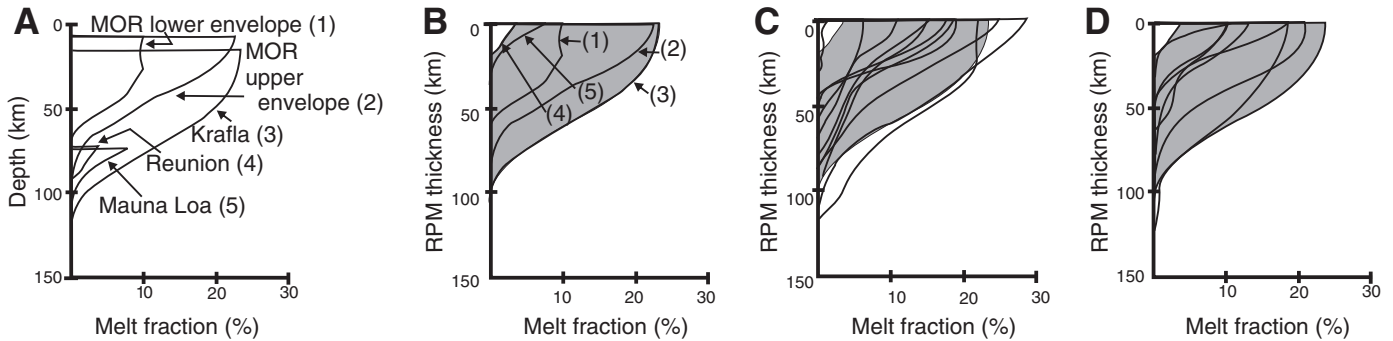 A
MOR lower envelope (1)
MOR
upper
envelope (2)
Krafla (3)
Reunion (4)
Mauna Loa (5)
Depth (km)
0
50
100
150
10
20
30
Melt fraction (%)
B
(1)
(2)
(3)
(4)
(5)
RPM thickness (km)
0
50
100
150
10
20
30
Melt fraction (%)
C
RPM thickness (km)
0
50
100
150
10
20
30
Melt fraction (%)
D
RPM thickness (km)
0
50
100
150
10
20
30
Melt fraction (%)